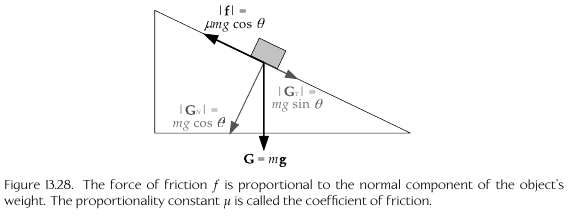 |f| =
μmg cos θ
|G_T| =
mg sin θ
|G_N| =
mg cos θ
G = mg
Figure 13.28. The force of friction f is proportional to the normal component of the object's
weight. The proportionality constant μ is called the coefficient of friction.